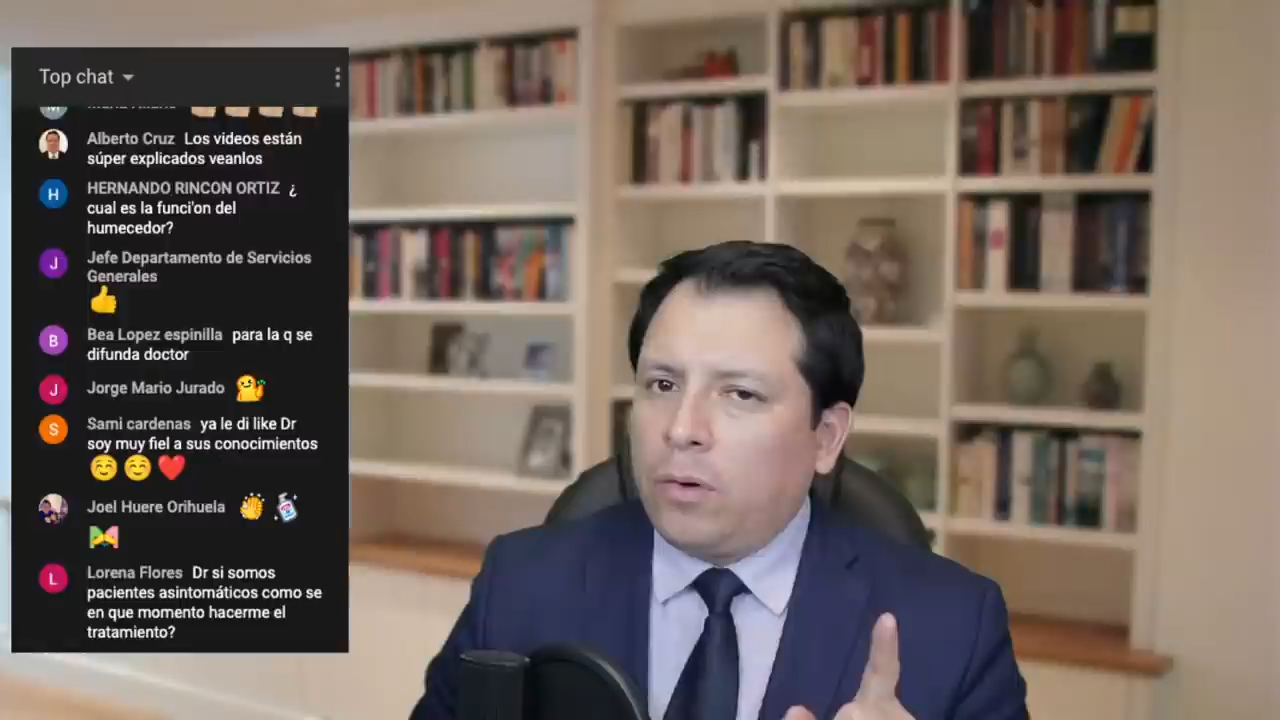 Top chat
Alberto Cruz Los videos están
súper explicados veanlos
H
HERNANDO RINCON ORTIZ ¿
cual es la funci'on del
humecedor?
J
Jefe Departamento de Servicios
Generales
B
Bea Lopez espinilla para la q se
difunda doctor
J
Jorge Mario Jurado
S
Sami cardenas ya le di like Dr
soy muy fiel a sus conocimientos
Joel Huere Orihuela
L
Lorena Flores Dr si somos
pacientes asintomáticos como se
en que momento hacerme el
tratamiento?